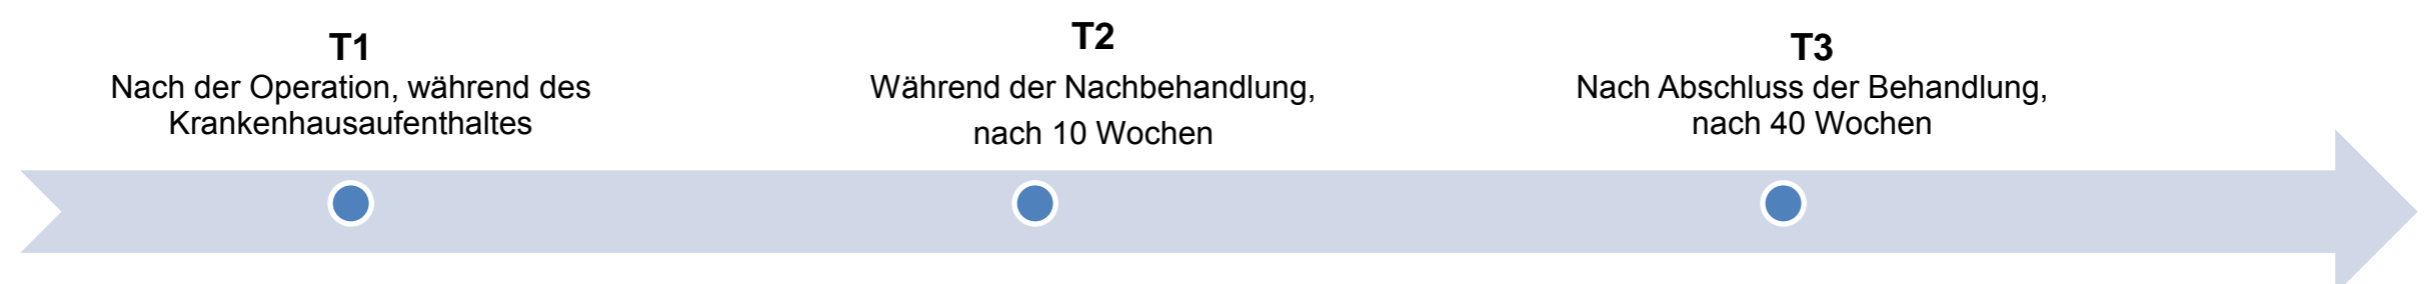 T1
Nach der Operation, während des
Krankenhausaufenthaltes
T2
Während der Nachbehandlung,
nach 10 Wochen
T3
Nach Abschluss der Behandlung,
nach 40 Wochen